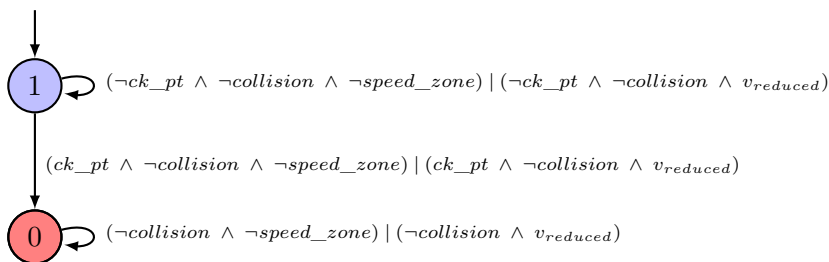 1 (¬ck_pt ∧ ¬collision ∧ ¬speed_zone) | (¬ck_pt ∧ ¬collision ∧ v_reduced)
(ck_pt ∧ ¬collision ∧ ¬speed_zone) | (ck_pt ∧ ¬collision ∧ v_reduced)
0 (¬collision ∧ ¬speed_zone) | (¬collision ∧ v_reduced)